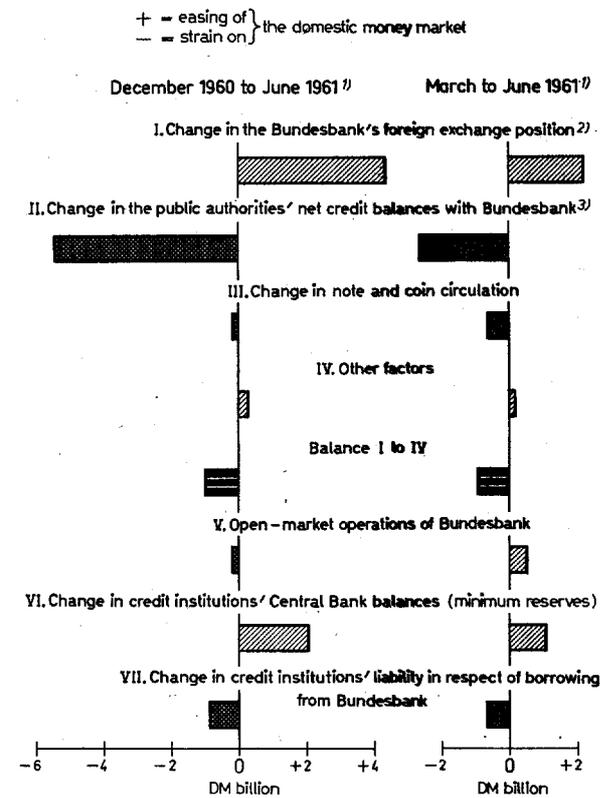 + = easing of
− = strain on } the domestic money market
December 1960 to June 1961 1)
March to June 1961 1)
I. Change in the Bundesbank's foreign exchange position 2)
II. Change in the public authorities' net credit balances with Bundesbank 3)
III. Change in note and coin circulation
IV. Other factors
Balance I to IV
V. Open-market operations of Bundesbank
VI. Change in credit institutions' Central Bank balances (minimum reserves)
VII. Change in credit institutions' liability in respect of borrowing
from Bundesbank
−6 −4 −2 0 +2 +4
−2 0 +2
DM billion
DM billion